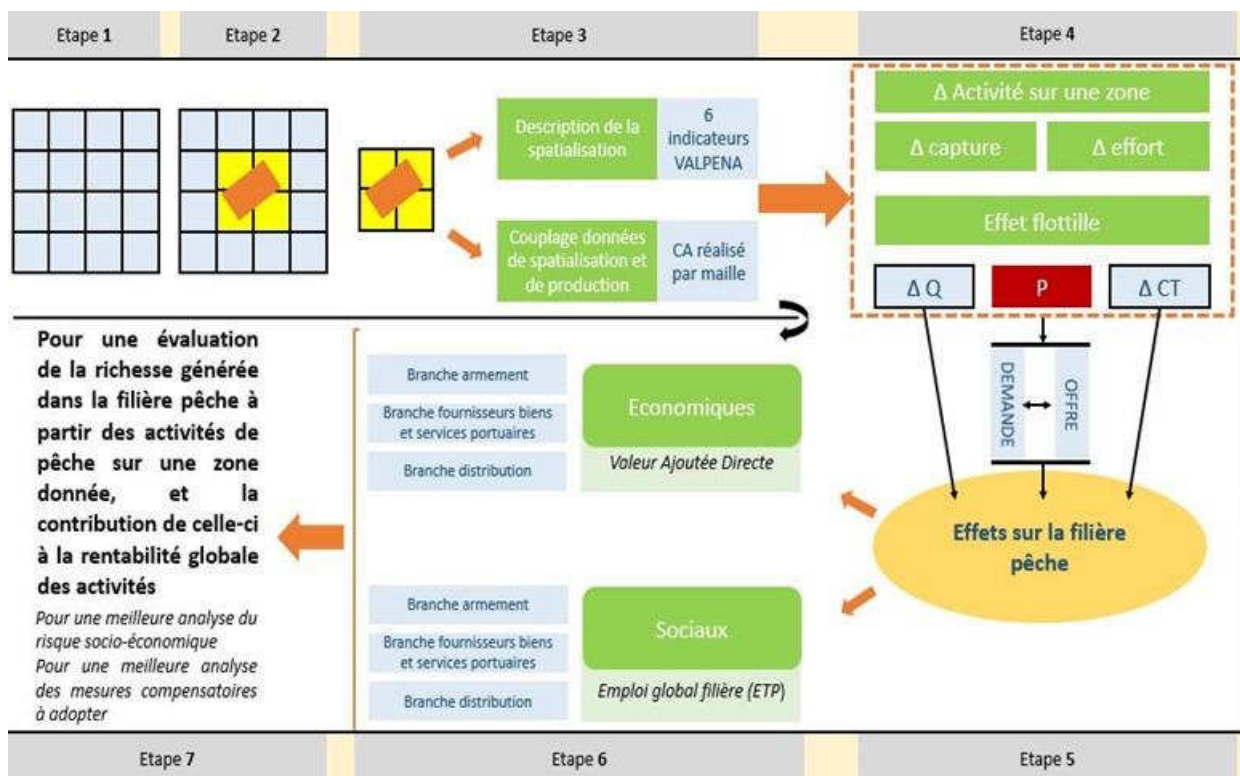 Etape 1
Etape 2
Etape 3
Etape 4
Description de la
spatialisation
6
indicateurs
VALPENA
Couplage données
de spatialisation et
de production
CA réalisé
par maille
Δ Activité sur une zone
Δ capture
Δ effort
Effet flottille
Δ Q
P
Δ CT
DEMANDE
OFFRE
Effets sur la filière
pêche
Economiques
Valeur Ajoutée Directe
Branche armement
Branche fournisseurs biens
et services portuaires
Branche distribution
Sociaux
Emploi global filière (ETP)
Branche armement
Branche fournisseurs biens
et services portuaires
Branche distribution
Pour une évaluation
de la richesse générée
dans la filière pêche à
partir des activités de
pêche sur une zone
donnée, et la
contribution de celle-ci
à la rentabilité globale
des activités
Pour une meilleure analyse du
risque socio-économique
Pour une meilleure analyse
des mesures compensatoires
à adopter
Etape 7
Etape 6
Etape 5